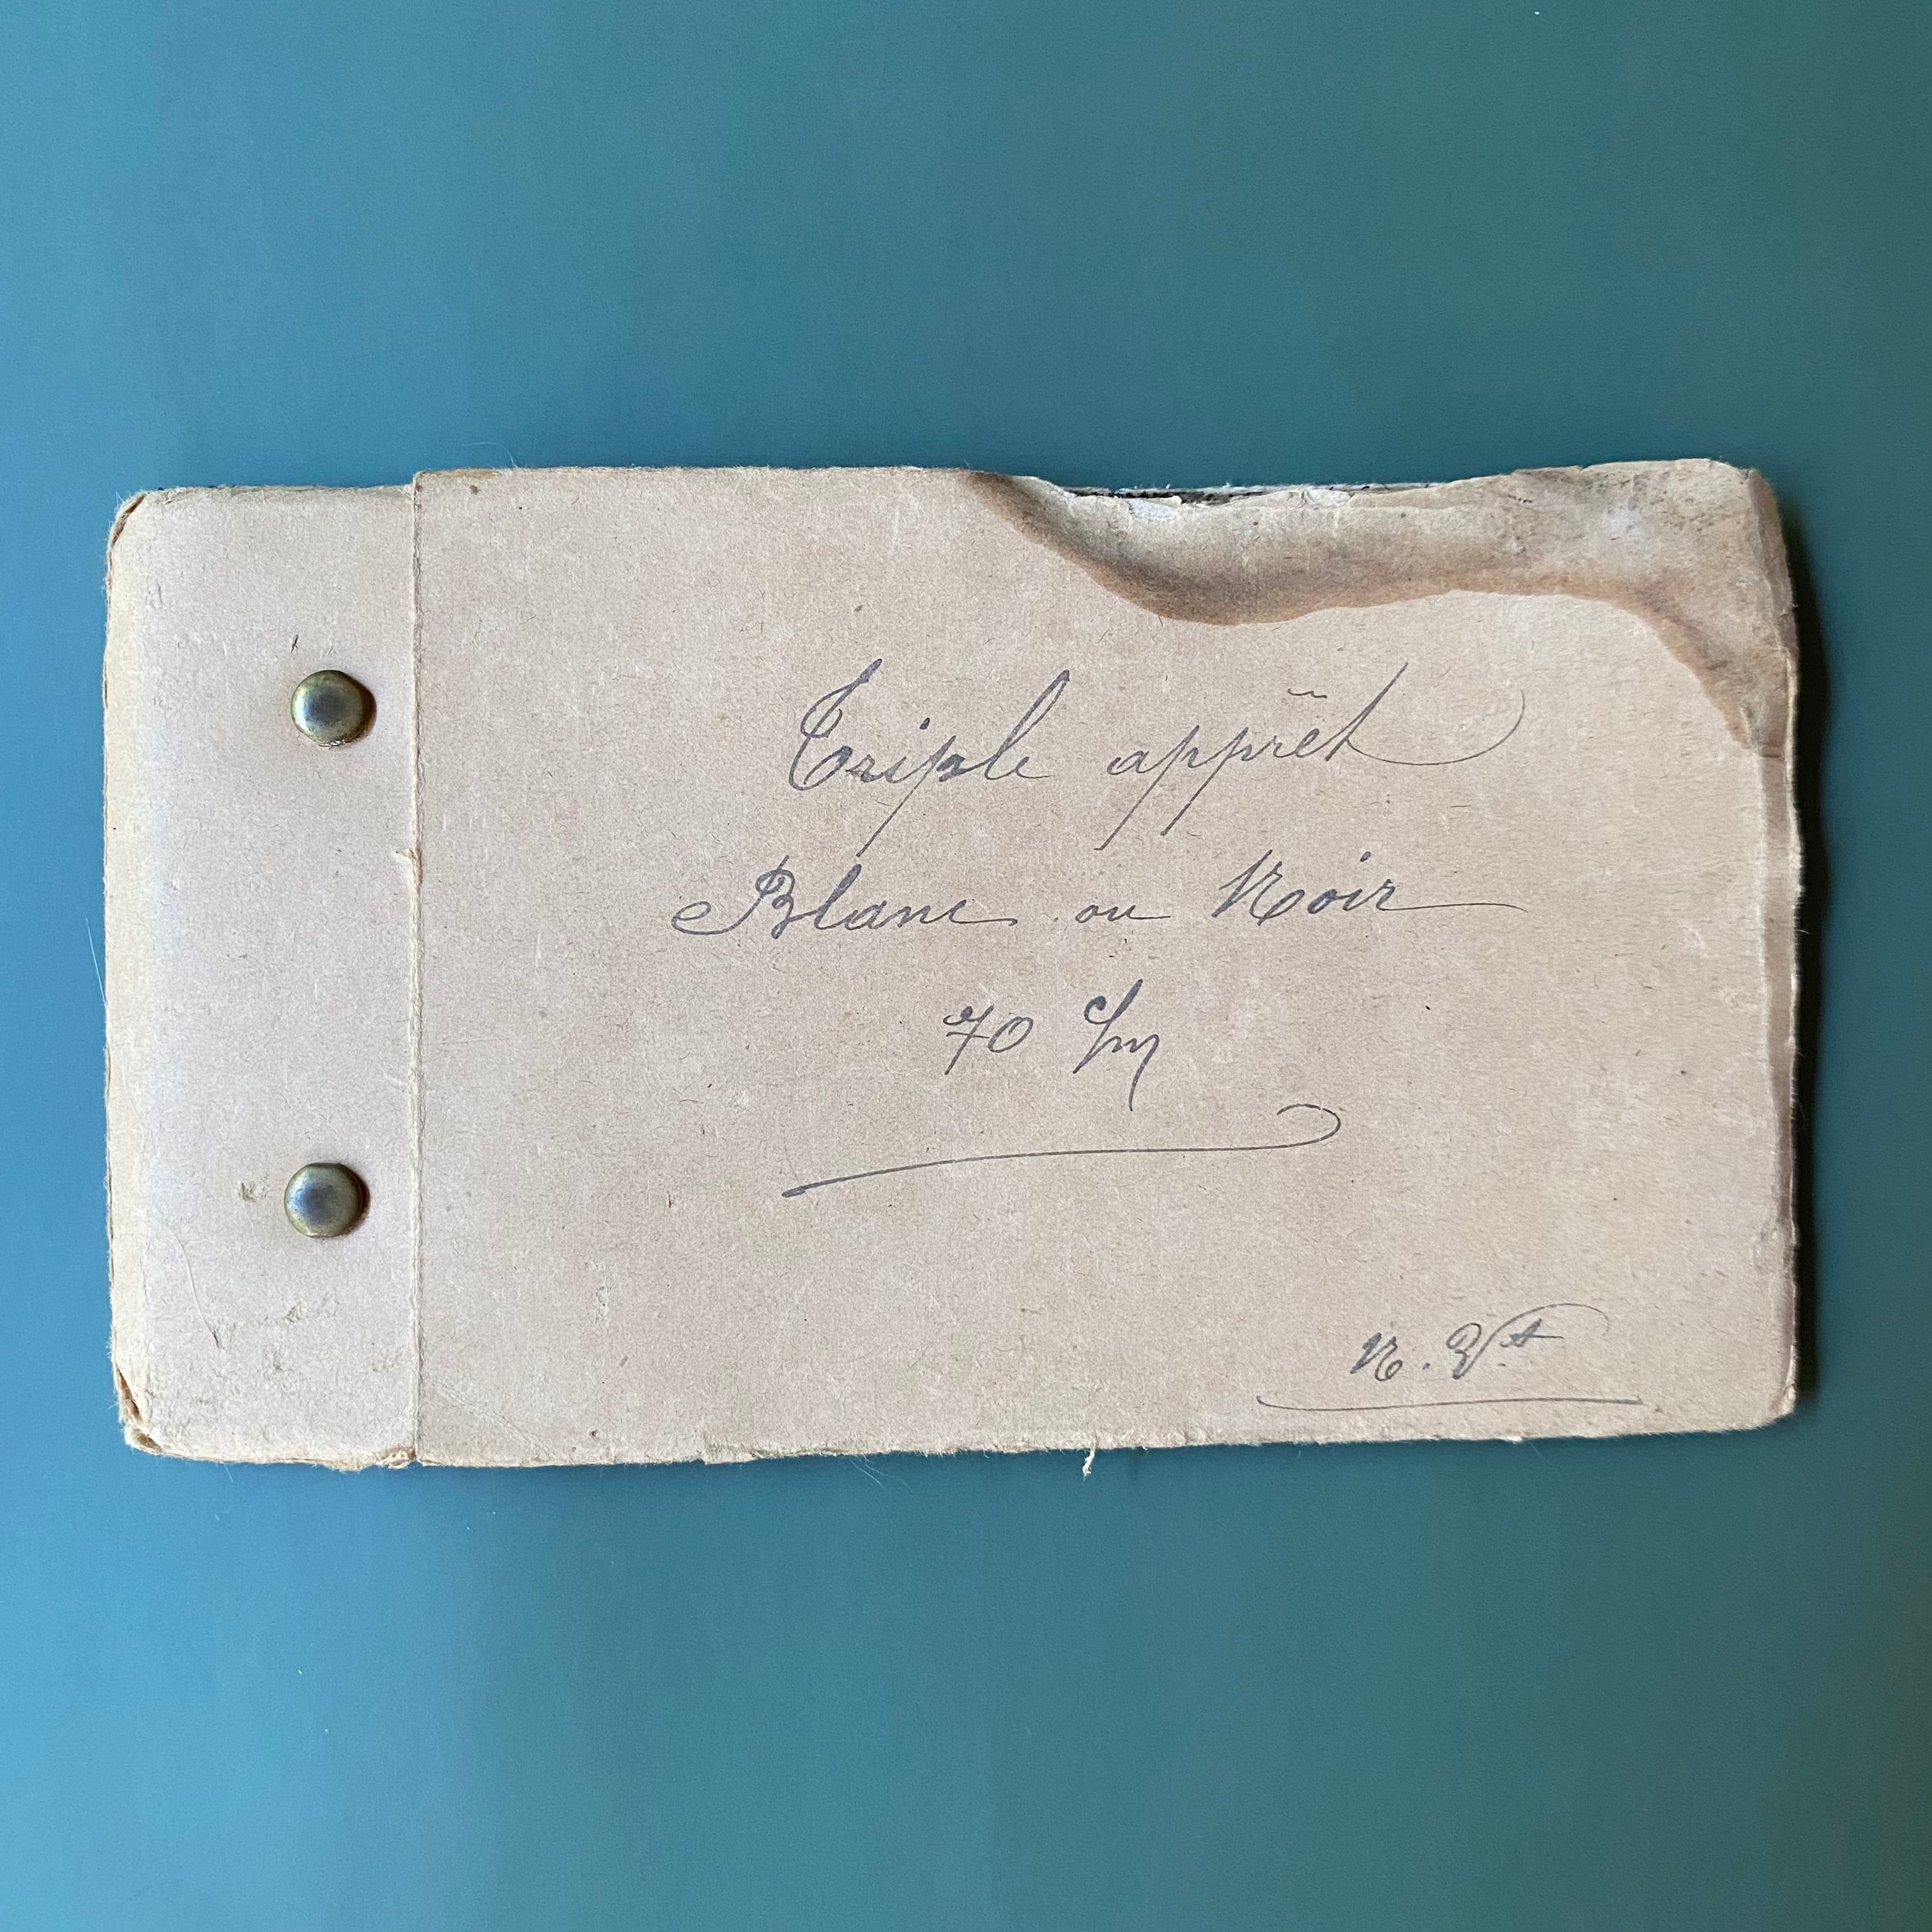 Triple apprêt
Blanc ou Noir
70 c/m